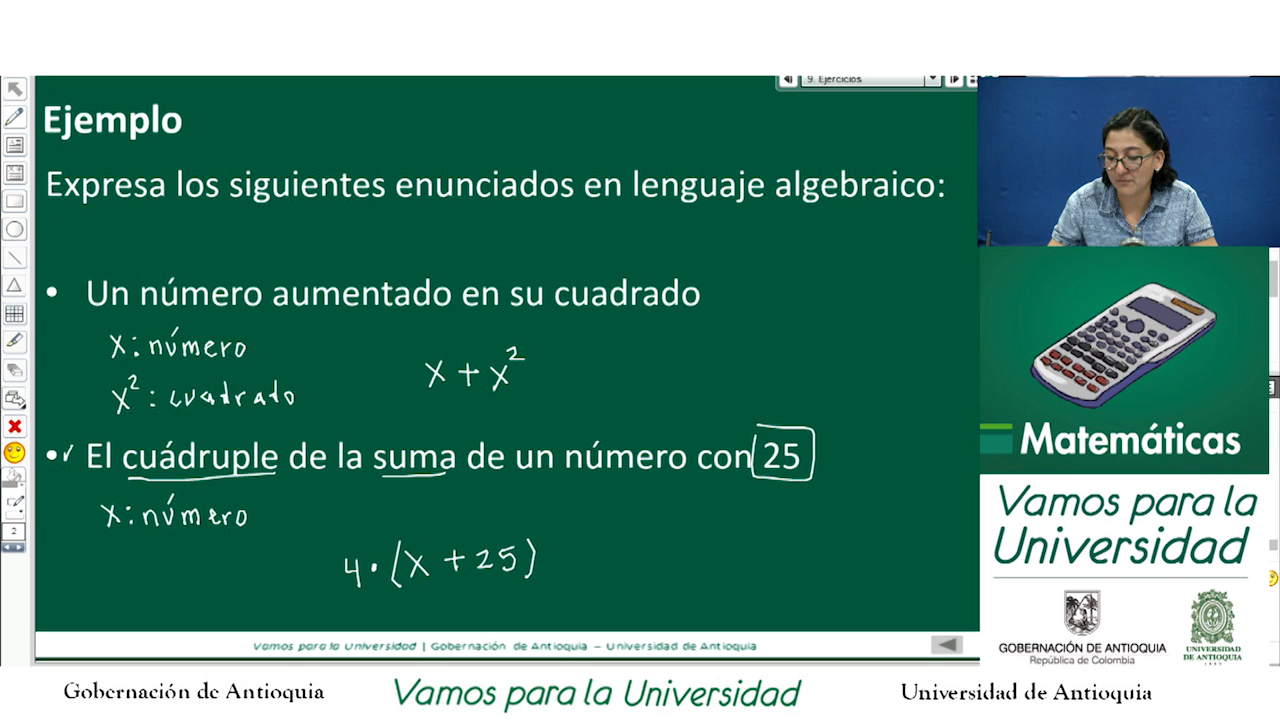 9. Ejercicios
Ejemplo
Expresa los siguientes enunciados en lenguaje algebraico:
• Un número aumentado en su cuadrado
x: número
x + x²
x²: cuadrado
• El cuádruple de la suma de un número con 25
x: número
4 · (x + 25)
2
Vamos para la Universidad | Gobernación de Antioquia – Universidad de Antioquia
Matemáticas
Vamos para la
Universidad
GOBERNACIÓN DE ANTIOQUIA
República de Colombia
UNIVERSIDAD
DE ANTIOQUIA
Gobernación de Antioquia
Vamos para la Universidad
Universidad de Antioquia